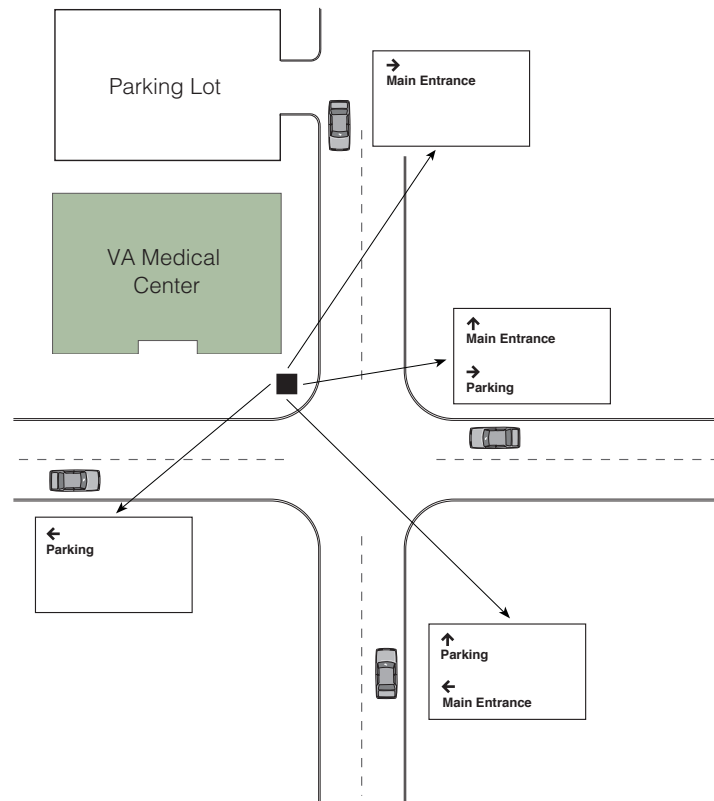 Parking Lot
→
Main Entrance
VA Medical
Center
↑
Main Entrance
→
Parking
←
Parking
↑
Parking
←
Main Entrance